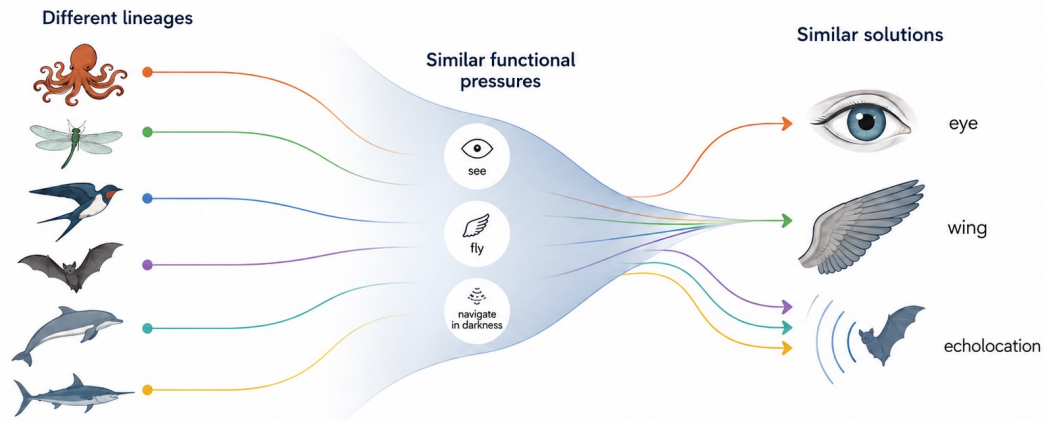 Different lineages
Similar functional
pressures
see
fly
navigate
in darkness
Similar solutions
eye
wing
echolocation